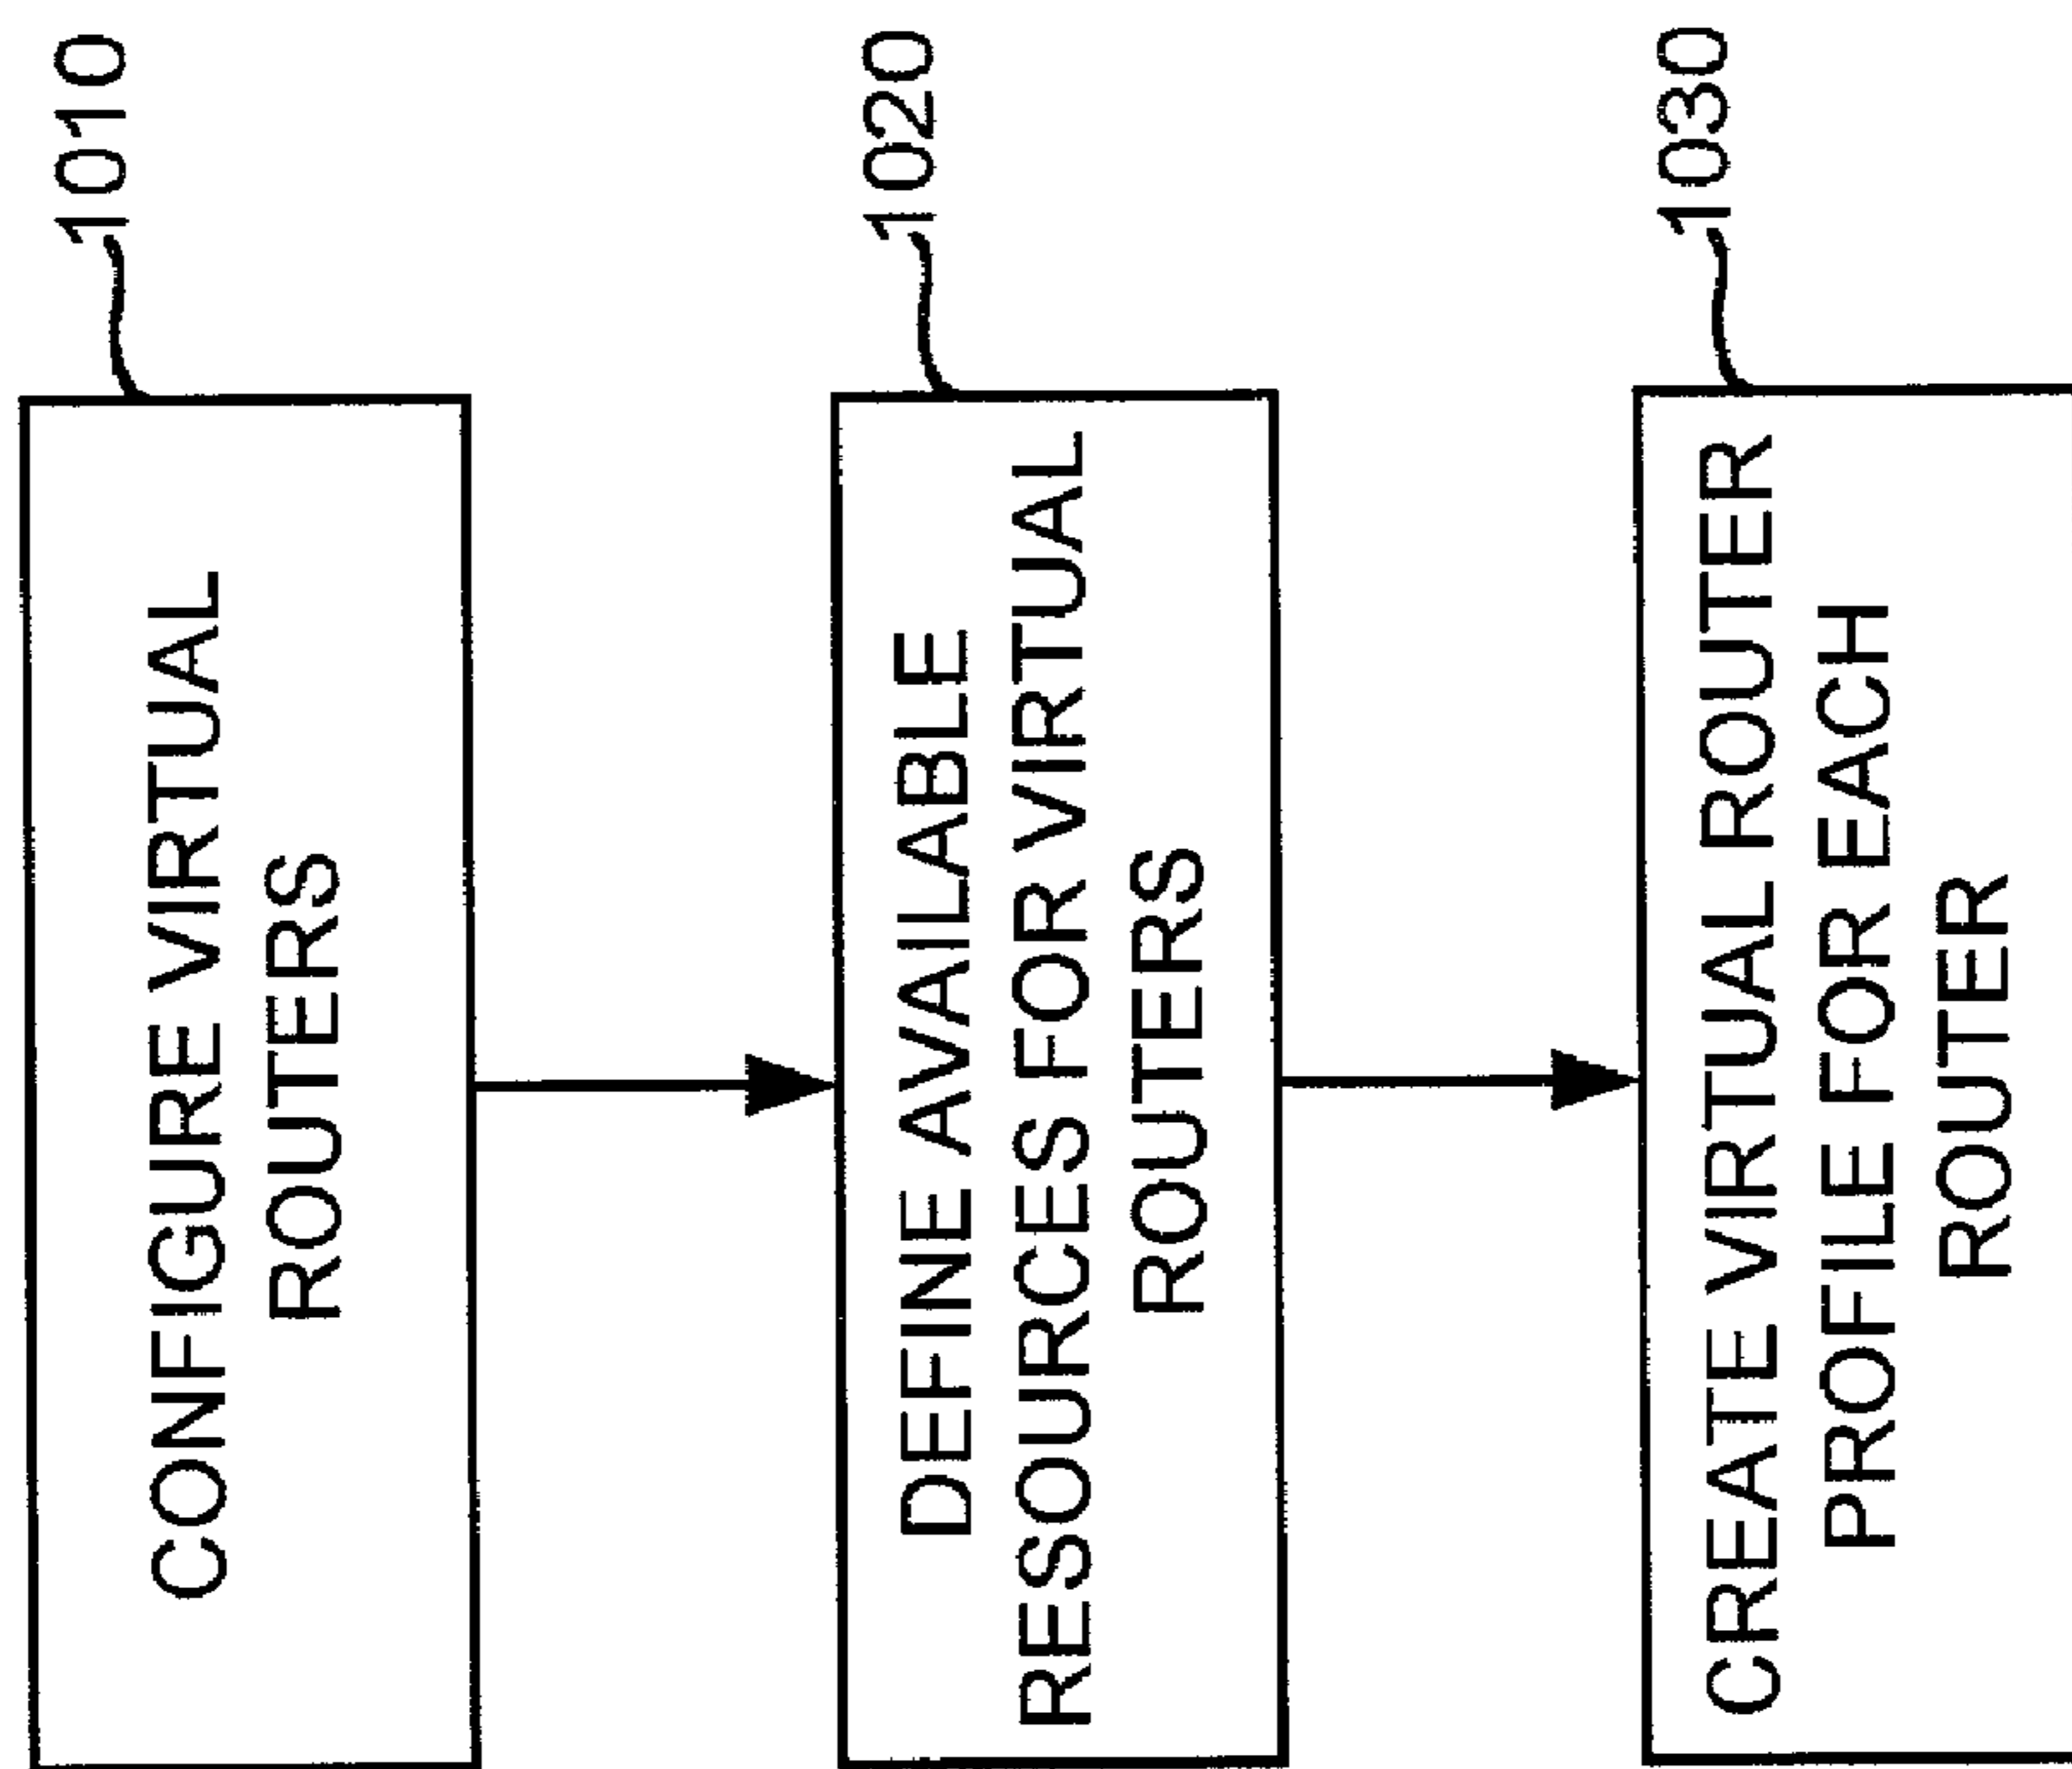 CONFIGURE VIRTUAL
ROUTERS
1010
DEFINE AVAILABLE
RESOURCES FOR VIRTUAL
ROUTERS
1020
CREATE VIRTUAL ROUTER
PROFILE FOR EACH
ROUTER
1030